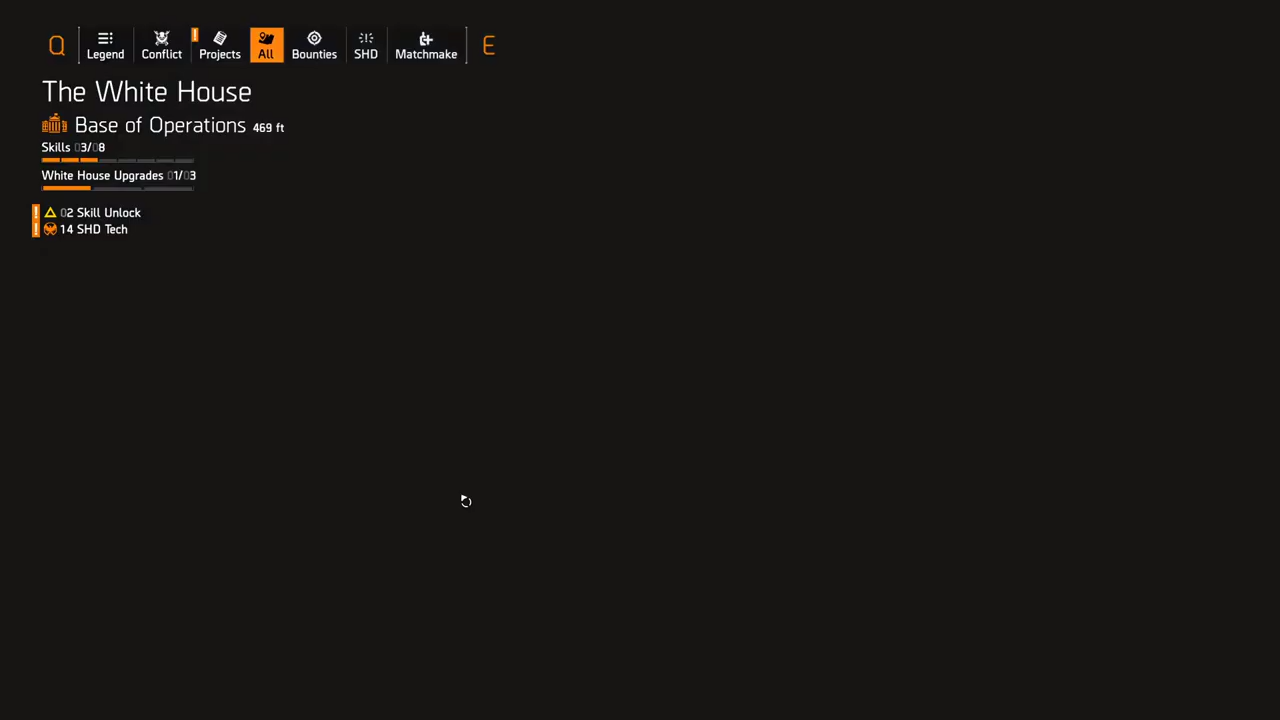 Q Legend Conflict Projects All Bounties SHD Matchmake E
The White House
Base of Operations 469 ft
Skills 03/08
White House Upgrades 01/03
02 Skill Unlock
14 SHD Tech